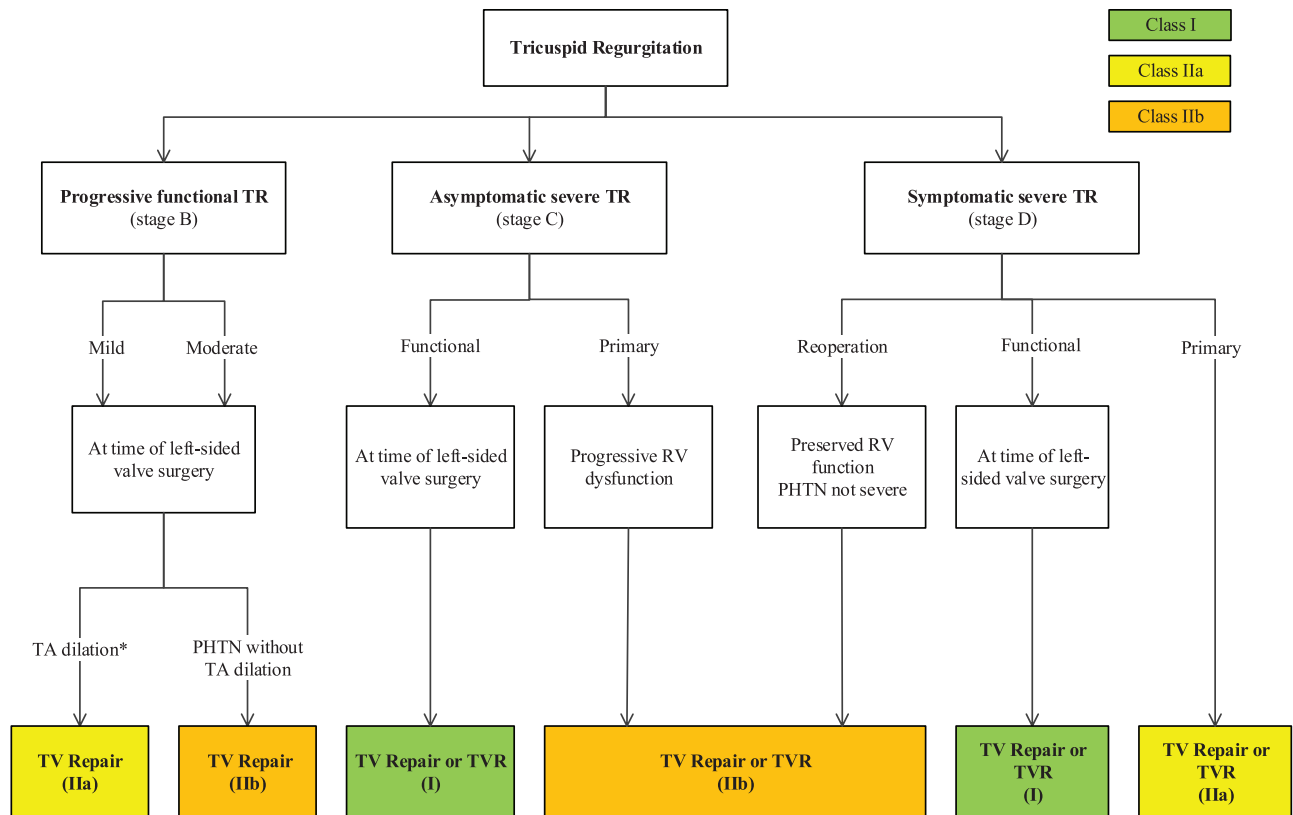 Tricuspid Regurgitation
Class I
Class IIa
Class IIb
Progressive functional TR
(stage B)
Asymptomatic severe TR
(stage C)
Symptomatic severe TR
(stage D)
Mild
Moderate
Functional
Primary
Reoperation
Functional
Primary
At time of left-sided
valve surgery
At time of left-sided
valve surgery
Progressive RV
dysfunction
Preserved RV
function
PHTN not severe
At time of left-
sided valve surgery
TA dilation*
PHTN without
TA dilation
TV Repair
(IIa)
TV Repair
(IIb)
TV Repair or TVR
(I)
TV Repair or TVR
(IIb)
TV Repair or
TVR
(I)
TV Repair or
TVR
(IIa)